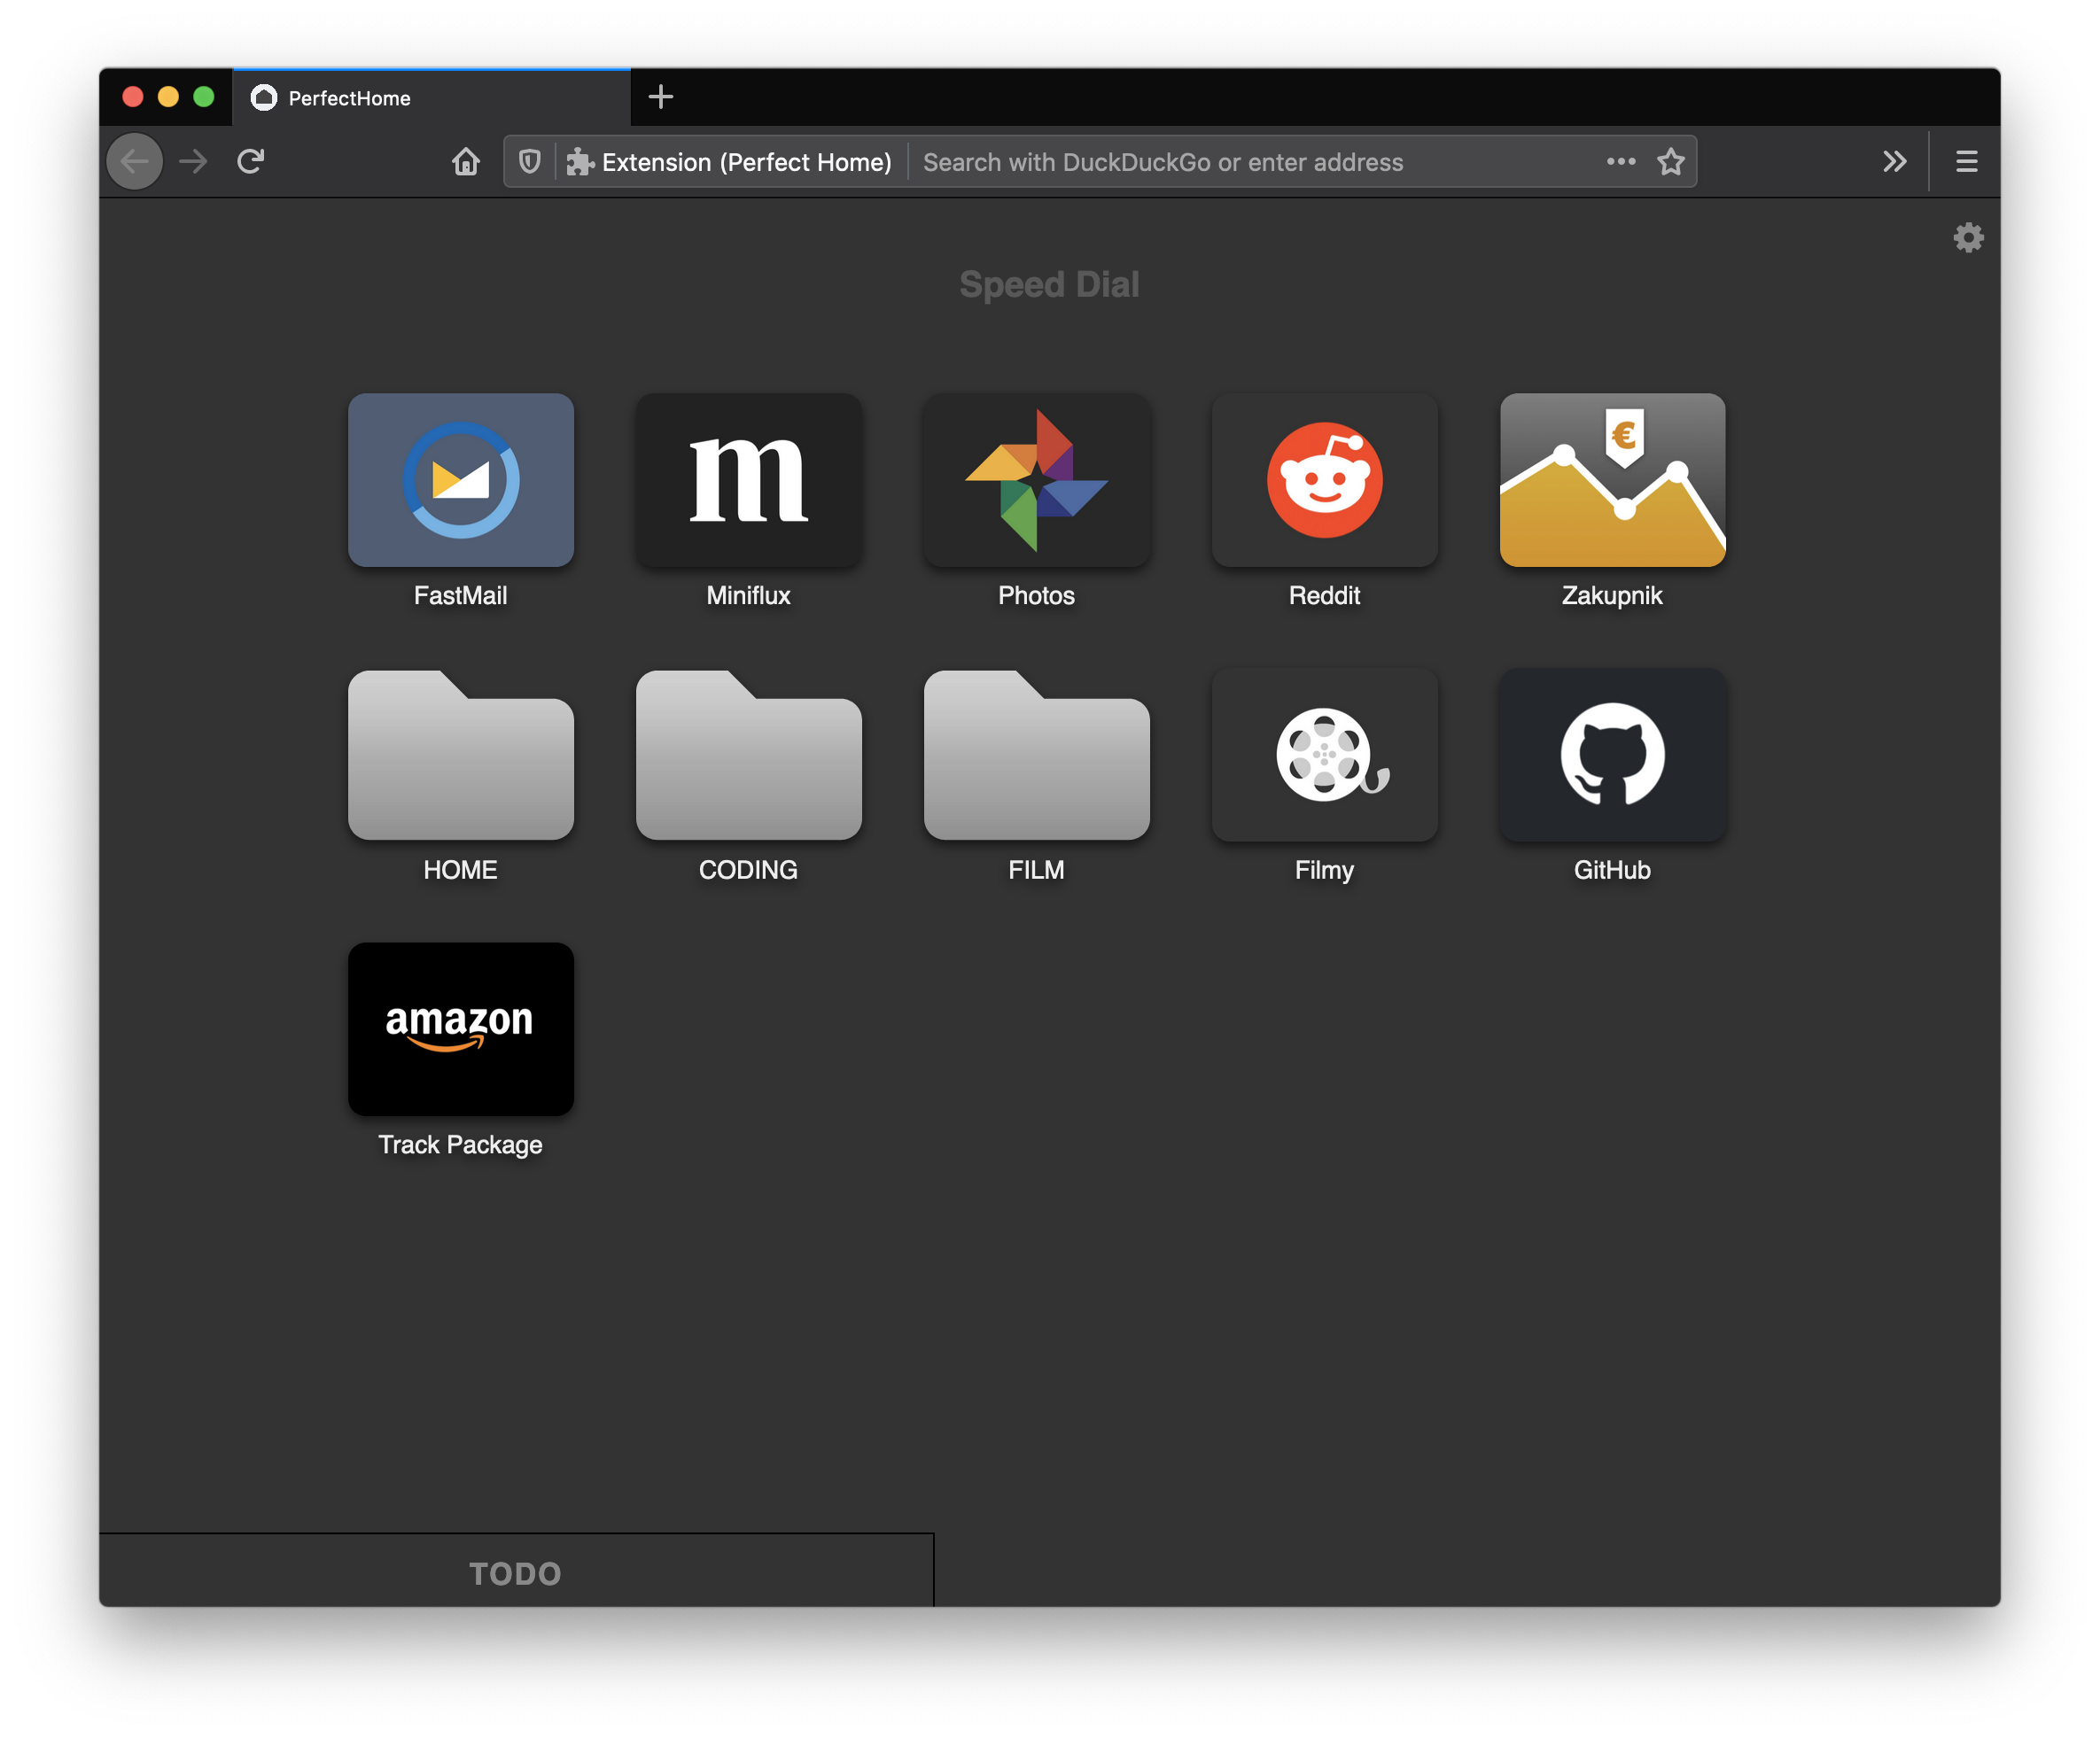 PerfectHome
Extension (Perfect Home) Search with DuckDuckGo or enter address
Speed Dial
m
€
FastMail Miniflux Photos Reddit Zakupnik
HOME CODING FILM Filmy GitHub
amazon
Track Package
TODO